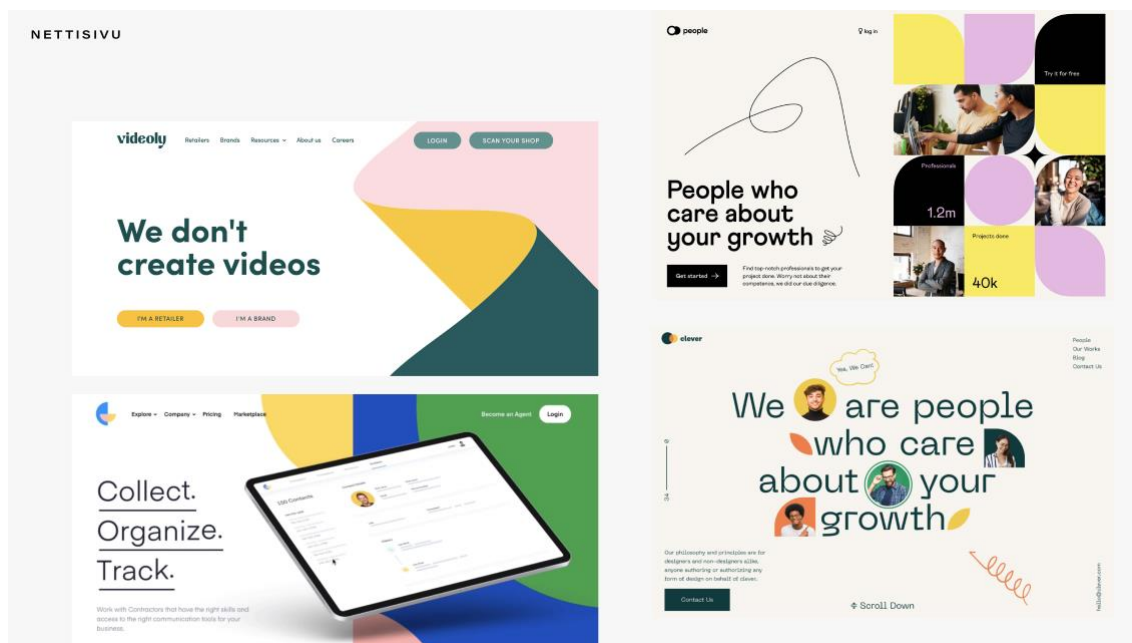 NETTISIVU
videoly
Retailers Brands Resources About us Careers
LOGIN
SCAN YOUR SHOP
We don't
create videos
I'M A RETAILER
I'M A BRAND
Explore Company Pricing Marketplace
Become an Agent
Login
Collect.
Organize.
Track.
Work with Contractors that have the right skills and
access to the right communication tools for your
business.
100 Contacts
people
log in
People who
care about
your growth
Get started →
Find top-notch professionals to get your
project done. Worry not about their
competence, we did our due diligence.
Try it for free
Professionals
1.2m
Projects done
40k
clever
People
Our Works
Blog
Contact Us
Yes, We Can!
We are people
who care
about your
growth
Our philosophy and principles are for
designers and non-designers alike,
anyone authoring or authorizing any
form of design on behalf of clever.
Contact Us
Scroll Down
hello@clever.com